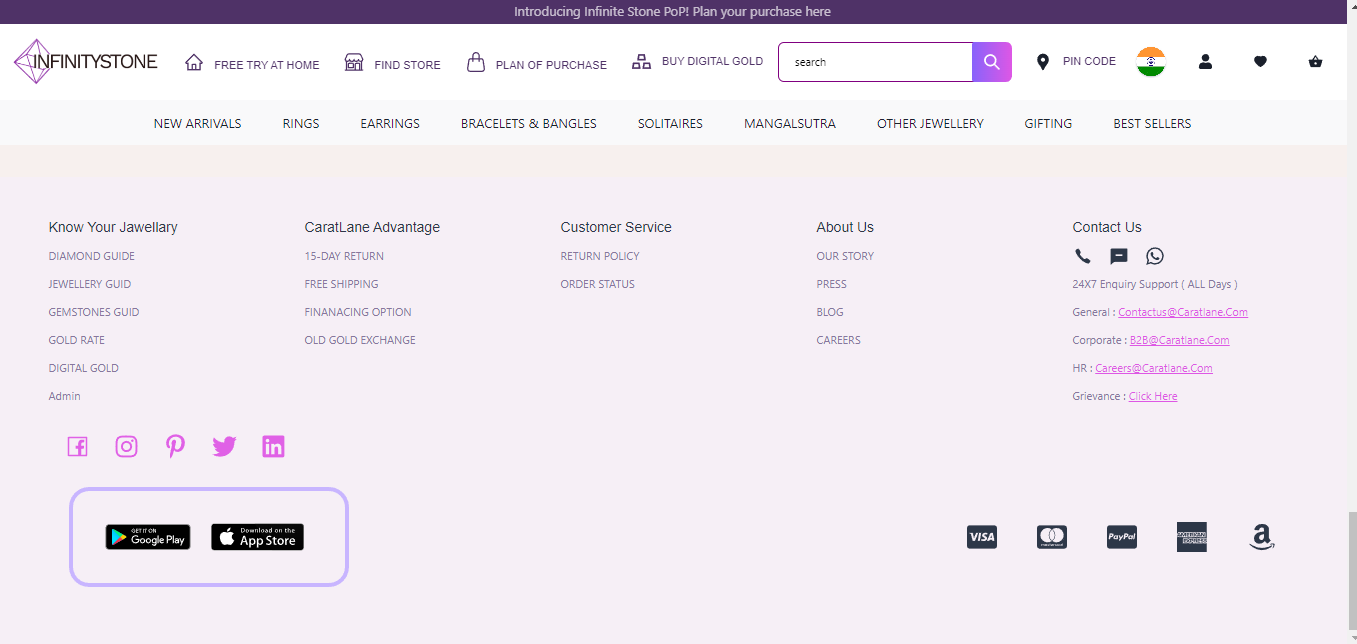 Introducing Infinite Stone PoP! Plan your purchase here
INFINITYSTONE
FREE TRY AT HOME
FIND STORE
PLAN OF PURCHASE
BUY DIGITAL GOLD
search
PIN CODE
NEW ARRIVALS
RINGS
EARRINGS
BRACELETS & BANGLES
SOLITAIRES
MANGALSUTRA
OTHER JEWELLERY
GIFTING
BEST SELLERS
Know Your Jawellary
DIAMOND GUIDE
JEWELLERY GUID
GEMSTONES GUID
GOLD RATE
DIGITAL GOLD
Admin
CaratLane Advantage
15-DAY RETURN
FREE SHIPPING
FINANACING OPTION
OLD GOLD EXCHANGE
Customer Service
RETURN POLICY
ORDER STATUS
About Us
OUR STORY
PRESS
BLOG
CAREERS
Contact Us
24X7 Enquiry Support ( ALL Days )
General : Contactus@Caratlane.Com
Corporate : B2B@Caratlane.Com
HR : Careers@Caratlane.Com
Grievance : Click Here
GET IT ON
Google Play
Download on the
App Store
VISA
mastercard
PayPal
AMERICAN
EXPRESS